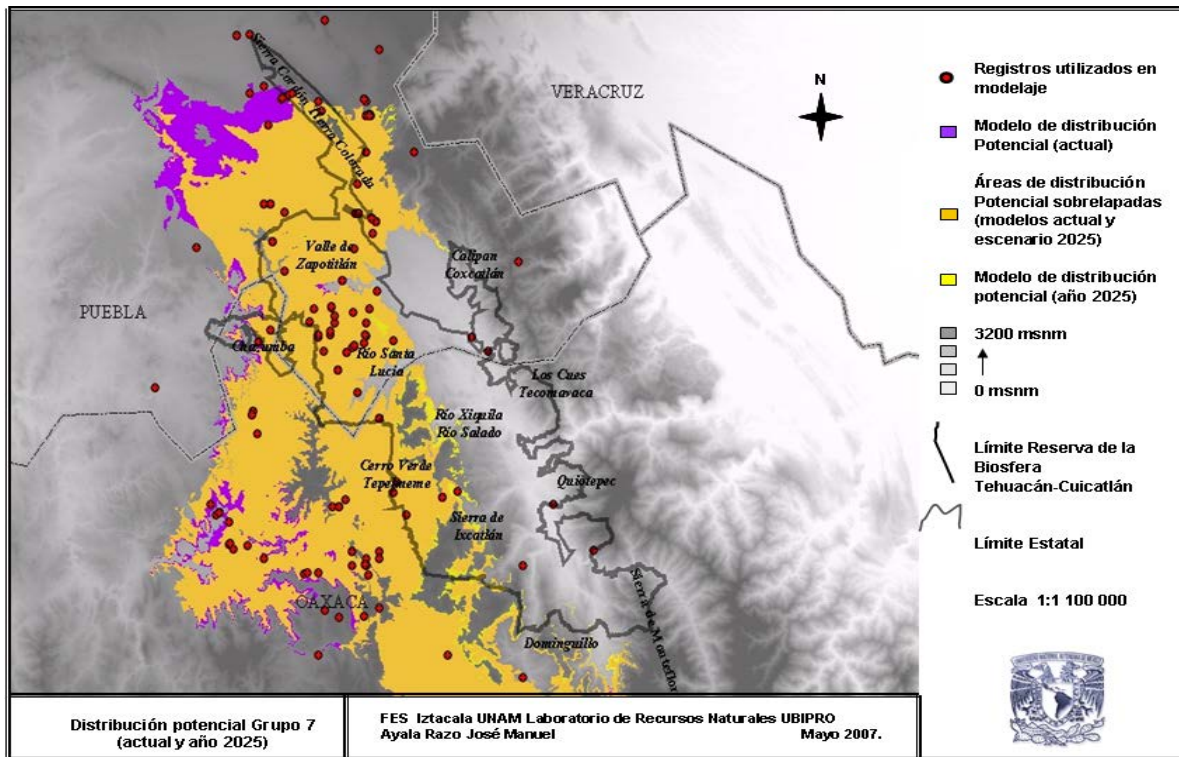 VERACRUZ
PUEBLA
OAXACA
Sierra Cordón, Tierra Colorada
Valle de
Zapotitlán
Calipan
Coxcatlán
Chazumba
Río Santa
Lucia
Los Cues
Tecomavaca
Río Xiquila
Río Salado
Cerro Verde
Tepelmeme
Quiotepec
Sierra de
Ixcatlán
Sierra de Monteflor
Dominguillo
N
Registros utilizados en
modelaje
Modelo de distribución
Potencial (actual)
Áreas de distribución
Potencial sobrelapadas
(modelos actual y
escenario 2025)
Modelo de distribución
potencial (año 2025)
3200 msnm
0 msnm
Límite Reserva de la
Biosfera
Tehuacán-Cuicatlán
Límite Estatal
Escala 1:1 100 000
Distribución potencial Grupo 7
(actual y año 2025)
FES Iztacala UNAM Laboratorio de Recursos Naturales UBIPRO
Ayala Razo José Manuel Mayo 2007.